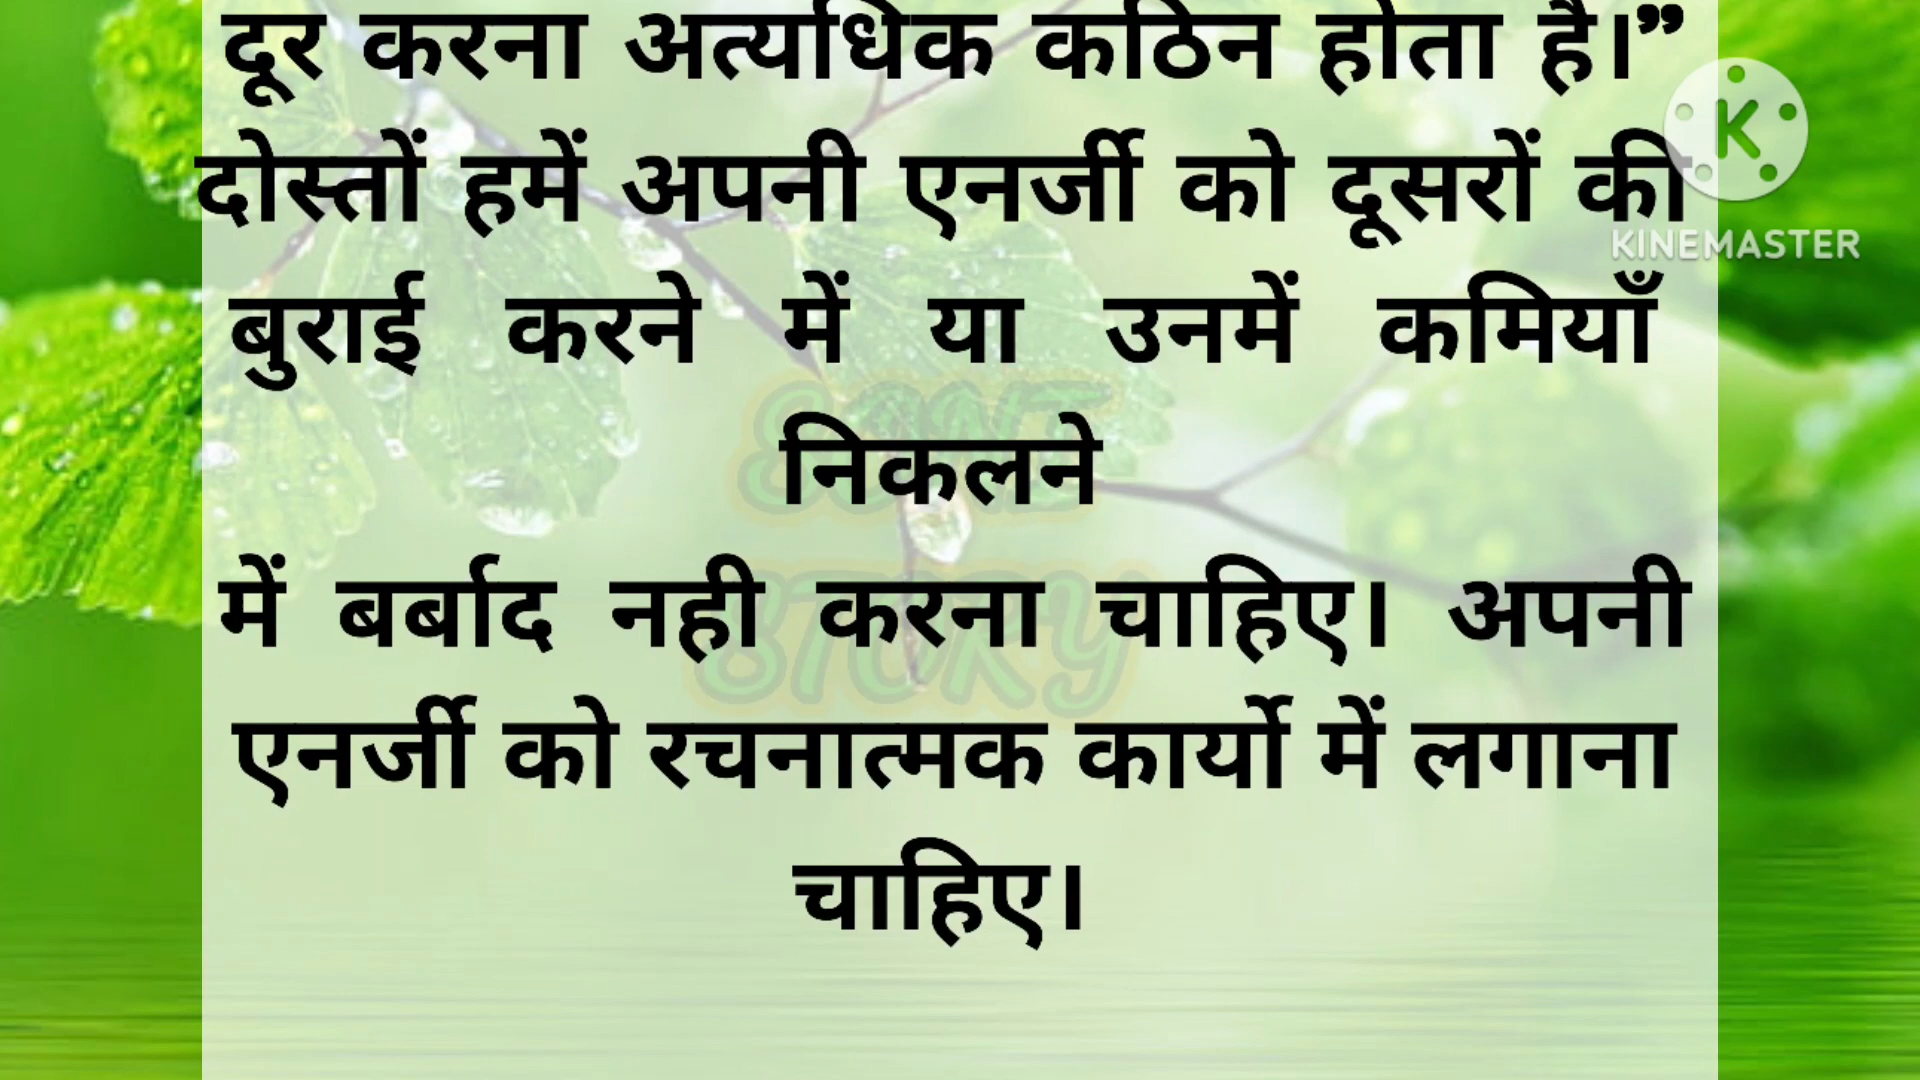 दूर करना अत्यधिक कठिन होता है।”
दोस्तों हमें अपनी एनर्जी को दूसरों की
बुराई करने में या उनमें कमियाँ
निकलने
में बर्बाद नही करना चाहिए। अपनी
एनर्जी को रचनात्मक कार्यो में लगाना
चाहिए।
K
KINEMASTER
STORY